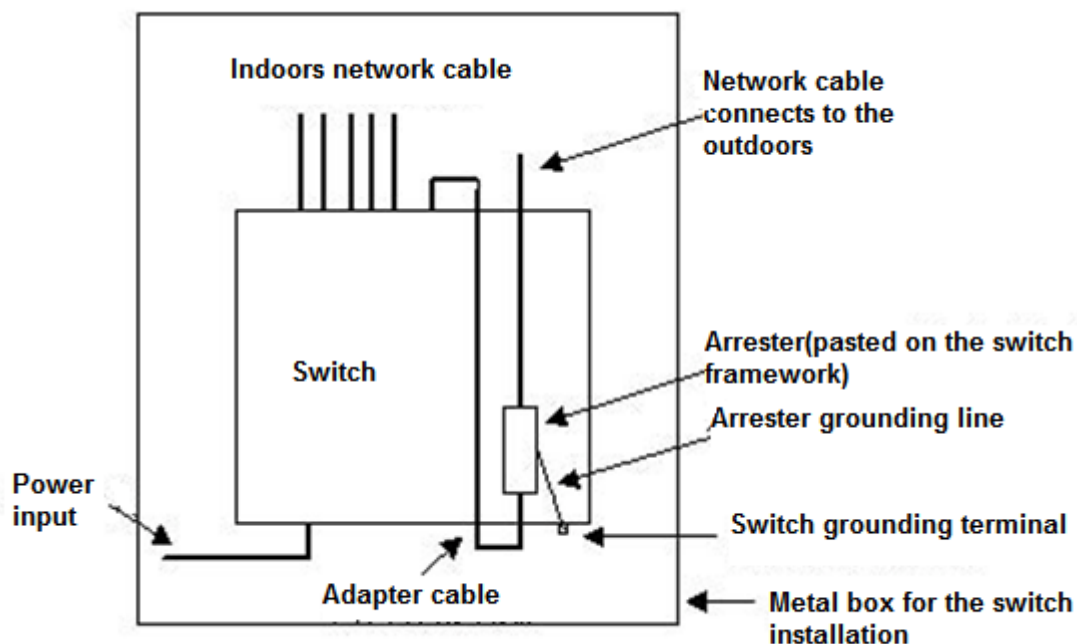 Indoors network cable
Network cable
connects to the
outdoors
Switch
Arrester(pasted on the switch
framework)
Arrester grounding line
Power
input
Switch grounding terminal
Adapter cable
Metal box for the switch
installation